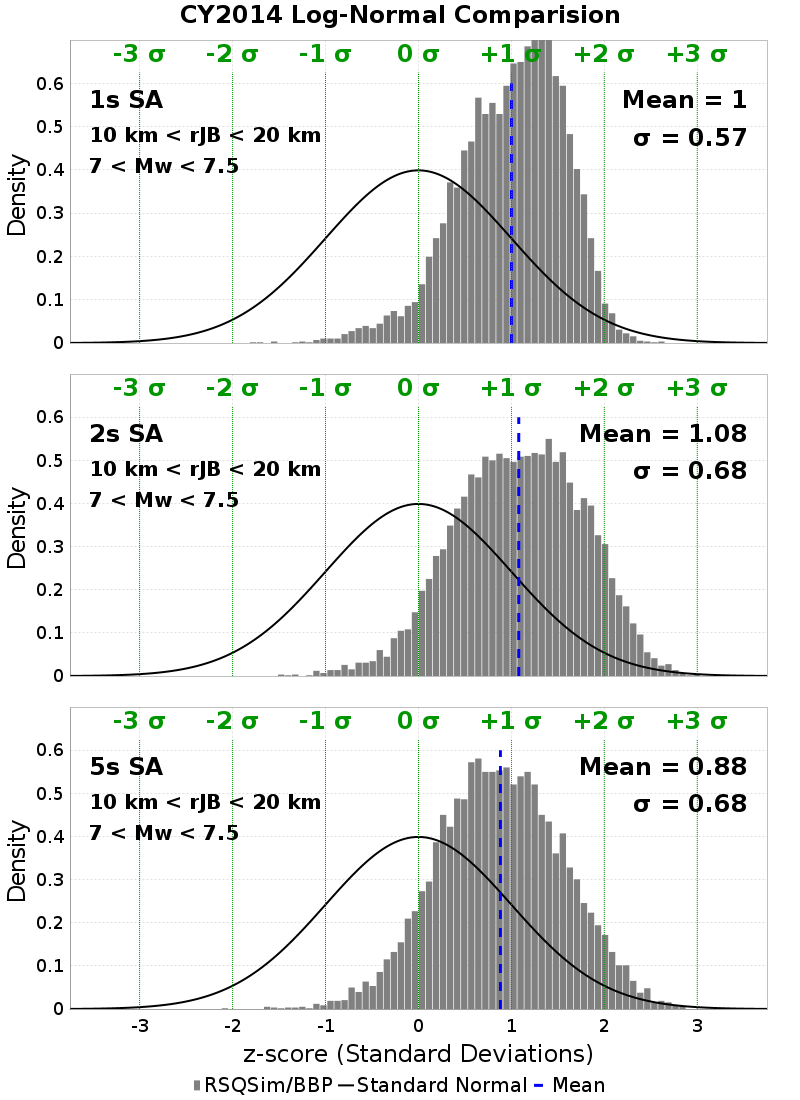 CY2014 Log-Normal Comparision
-3 σ -2 σ -1 σ 0 σ +1 σ +2 σ +3 σ
1s SA
Mean = 1
10 km < rJB < 20 km
σ = 0.57
7 < Mw < 7.5
Density
0.6
0.5
0.4
0.3
0.2
0.1
0
-3 σ -2 σ -1 σ 0 σ +1 σ +2 σ +3 σ
2s SA
Mean = 1.08
10 km < rJB < 20 km
σ = 0.68
7 < Mw < 7.5
Density
0.6
0.5
0.4
0.3
0.2
0.1
0
-3 σ -2 σ -1 σ 0 σ +1 σ +2 σ +3 σ
5s SA
Mean = 0.88
10 km < rJB < 20 km
σ = 0.68
7 < Mw < 7.5
Density
0.6
0.5
0.4
0.3
0.2
0.1
0
-3 -2 -1 0 1 2 3
z-score (Standard Deviations)
RSQSim/BBP Standard Normal Mean